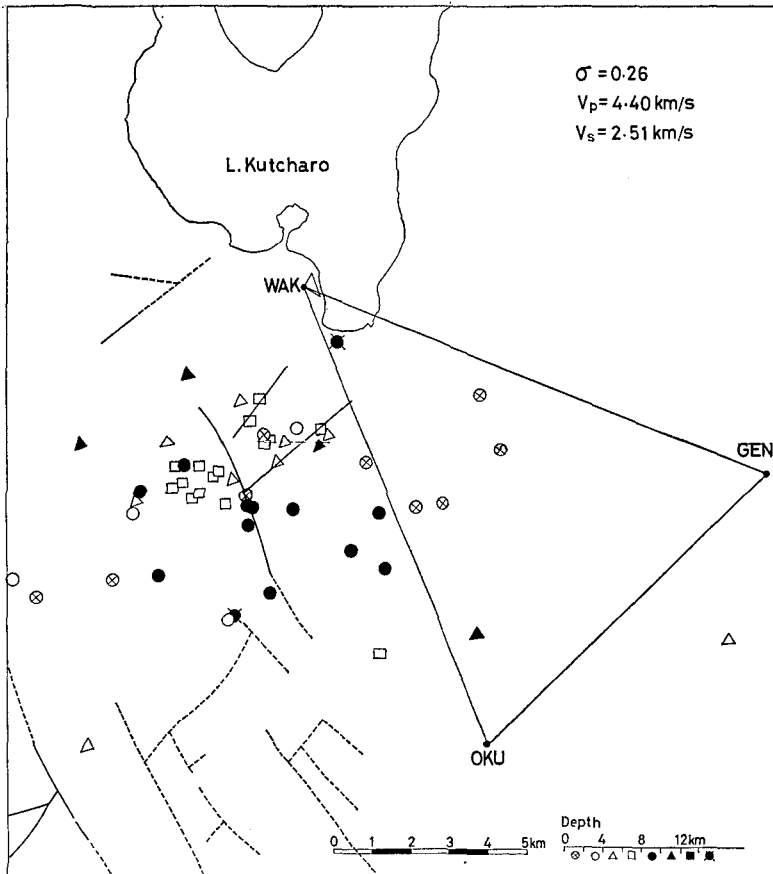 σ = 0.26
Vp = 4.40 km/s
Vs = 2.51 km/s
L. Kutcharo
WAK
GEN
OKU
Depth
0 1 2 3 4 5km
0 4 8 12km